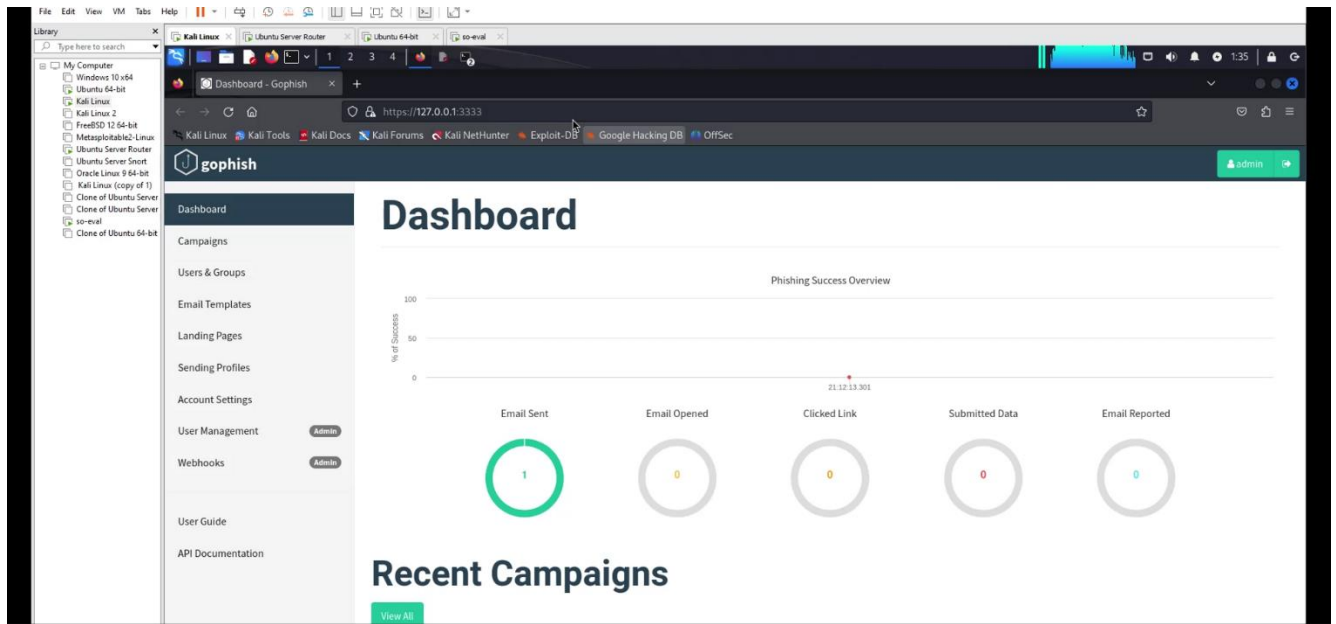 File Edit View VM Tabs Help
Library
Type here to search
My Computer
Windows 10 x64
Ubuntu 64-bit
Kali Linux
Kali Linux 2
FreeBSD 12 64-bit
Metasploitable2-Linux
Ubuntu Server Router
Ubuntu Server Snort
Oracle Linux 9 64-bit
Kali Linux (copy of 1)
Clone of Ubuntu Server
Clone of Ubuntu Server
so-eval
Clone of Ubuntu 64-bit
Kali Linux Ubuntu Server Router Ubuntu 64-bit so-eval
1 2 3 4 1:35
Dashboard - Gophish
https://127.0.0.1:3333
Kali Linux Kali Tools Kali Docs Kali Forums Kali NetHunter Exploit-DB Google Hacking DB OffSec
gophish admin
Dashboard
Campaigns
Users & Groups
Email Templates
Landing Pages
Sending Profiles
Account Settings
User Management Admin
Webhooks Admin
User Guide
API Documentation
Dashboard
Phishing Success Overview
% of Success
100
50
0
21:12:13.301
Email Sent Email Opened Clicked Link Submitted Data Email Reported
1 0 0 0 0
Recent Campaigns
View All